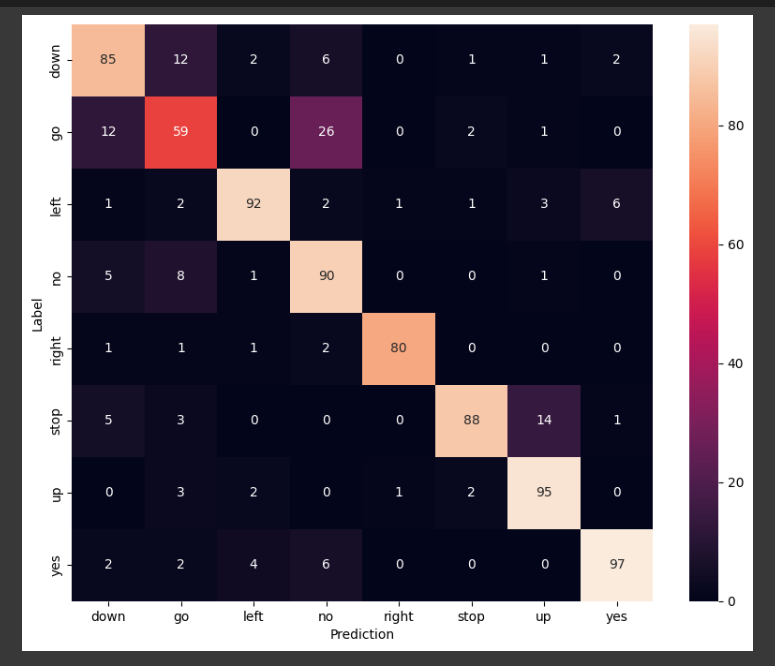 down 85 12 2 6 0 1 1 2
go 12 59 0 26 0 2 1 0
left 1 2 92 2 1 1 3 6
no 5 8 1 90 0 0 1 0
right 1 1 1 2 80 0 0 0
stop 5 3 0 0 0 88 14 1
up 0 3 2 0 1 2 95 0
yes 2 2 4 6 0 0 0 97
Label
down go left no right stop up yes
Prediction
80
60
40
20
0